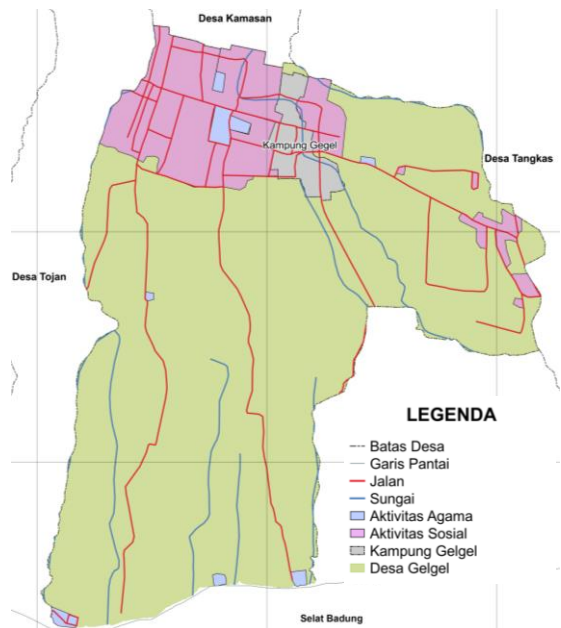 Desa Kamasan
Kampung Gegel
Desa Tangkas
Desa Tojan
LEGENDA
Batas Desa
Garis Pantai
Jalan
Sungai
Aktivitas Agama
Aktivitas Sosial
Kampung Gelgel
Desa Gelgel
Selat Badung